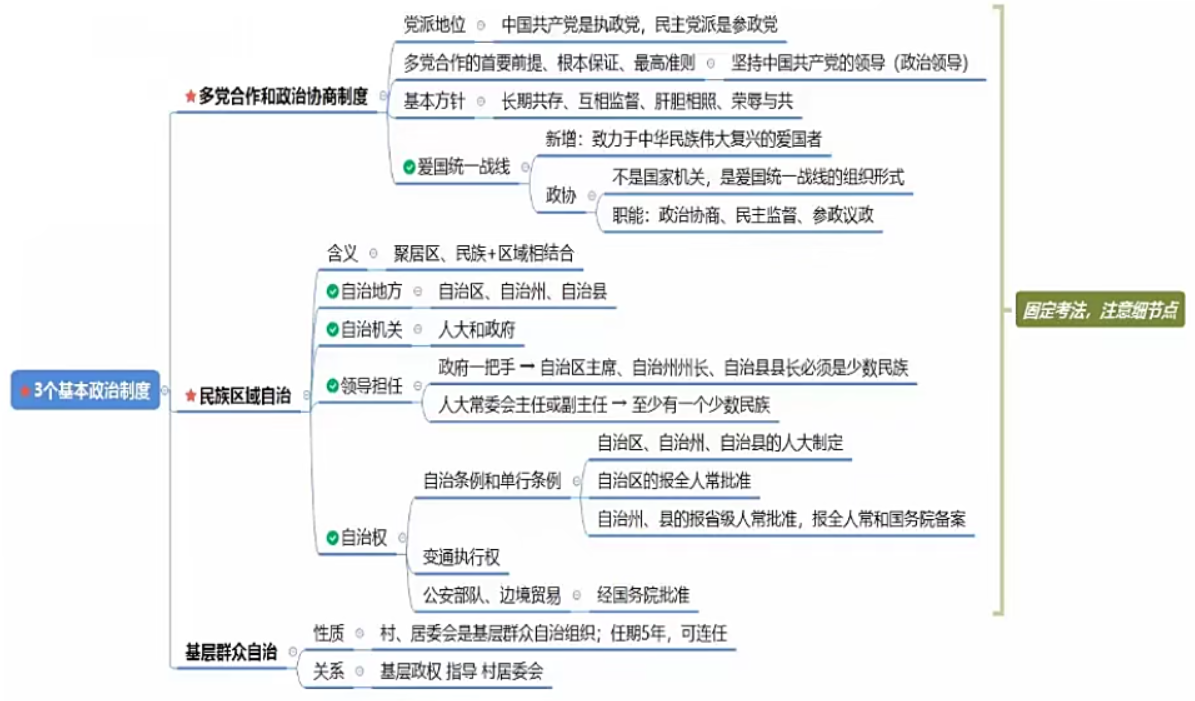 3个基本政治制度
多党合作和政治协商制度
党派地位
中国共产党是执政党，民主党派是参政党
多党合作的首要前提、根本保证、最高准则
坚持中国共产党的领导（政治领导）
基本方针
长期共存、互相监督、肝胆相照、荣辱与共
爱国统一战线
新增：致力于中华民族伟大复兴的爱国者
政协
不是国家机关，是爱国统一战线的组织形式
职能：政治协商、民主监督、参政议政
民族区域自治
含义
聚居区、民族+区域相结合
自治地方
自治区、自治州、自治县
自治机关
人大和政府
领导担任
政府一把手 → 自治区主席、自治州州长、自治县县长必须是少数民族
人大常委会主任或副主任 → 至少有一个少数民族
自治权
自治条例和单行条例
自治区、自治州、自治县的人大制定
自治区的报全人常批准
自治州、县的报省级人常批准，报全人常和国务院备案
变通执行权
公安部队、边境贸易
经国务院批准
基层群众自治
性质
村、居委会是基层群众自治组织；任期5年，可连任
关系
基层政权 指导 村居委会
固定考法，注意细节点